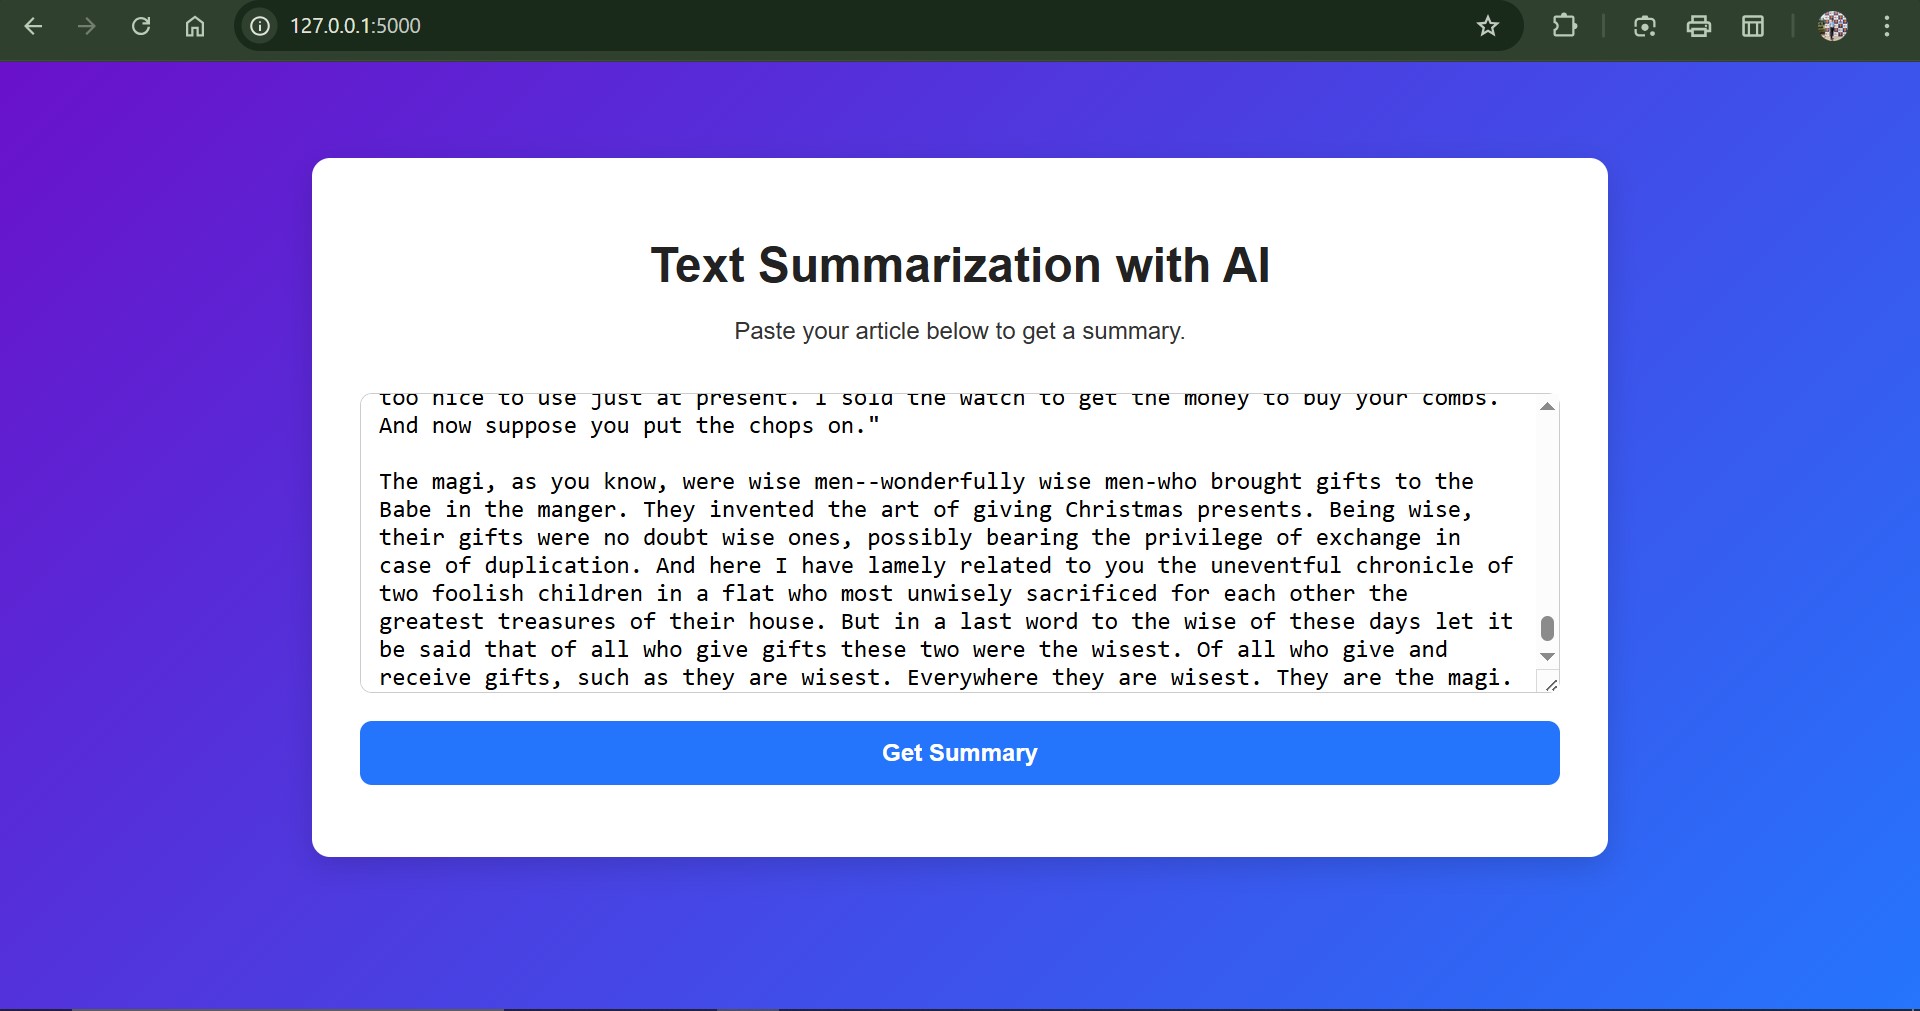 127.0.0.1:5000
Text Summarization with AI
Paste your article below to get a summary.
too nice to use just at present. I sold the watch to get the money to buy your combs.
And now suppose you put the chops on."
The magi, as you know, were wise men--wonderfully wise men-who brought gifts to the
Babe in the manger. They invented the art of giving Christmas presents. Being wise,
their gifts were no doubt wise ones, possibly bearing the privilege of exchange in
case of duplication. And here I have lamely related to you the uneventful chronicle of
two foolish children in a flat who most unwisely sacrificed for each other the
greatest treasures of their house. But in a last word to the wise of these days let it
be said that of all who give gifts these two were the wisest. Of all who give and
receive gifts, such as they are wisest. Everywhere they are wisest. They are the magi.
Get Summary